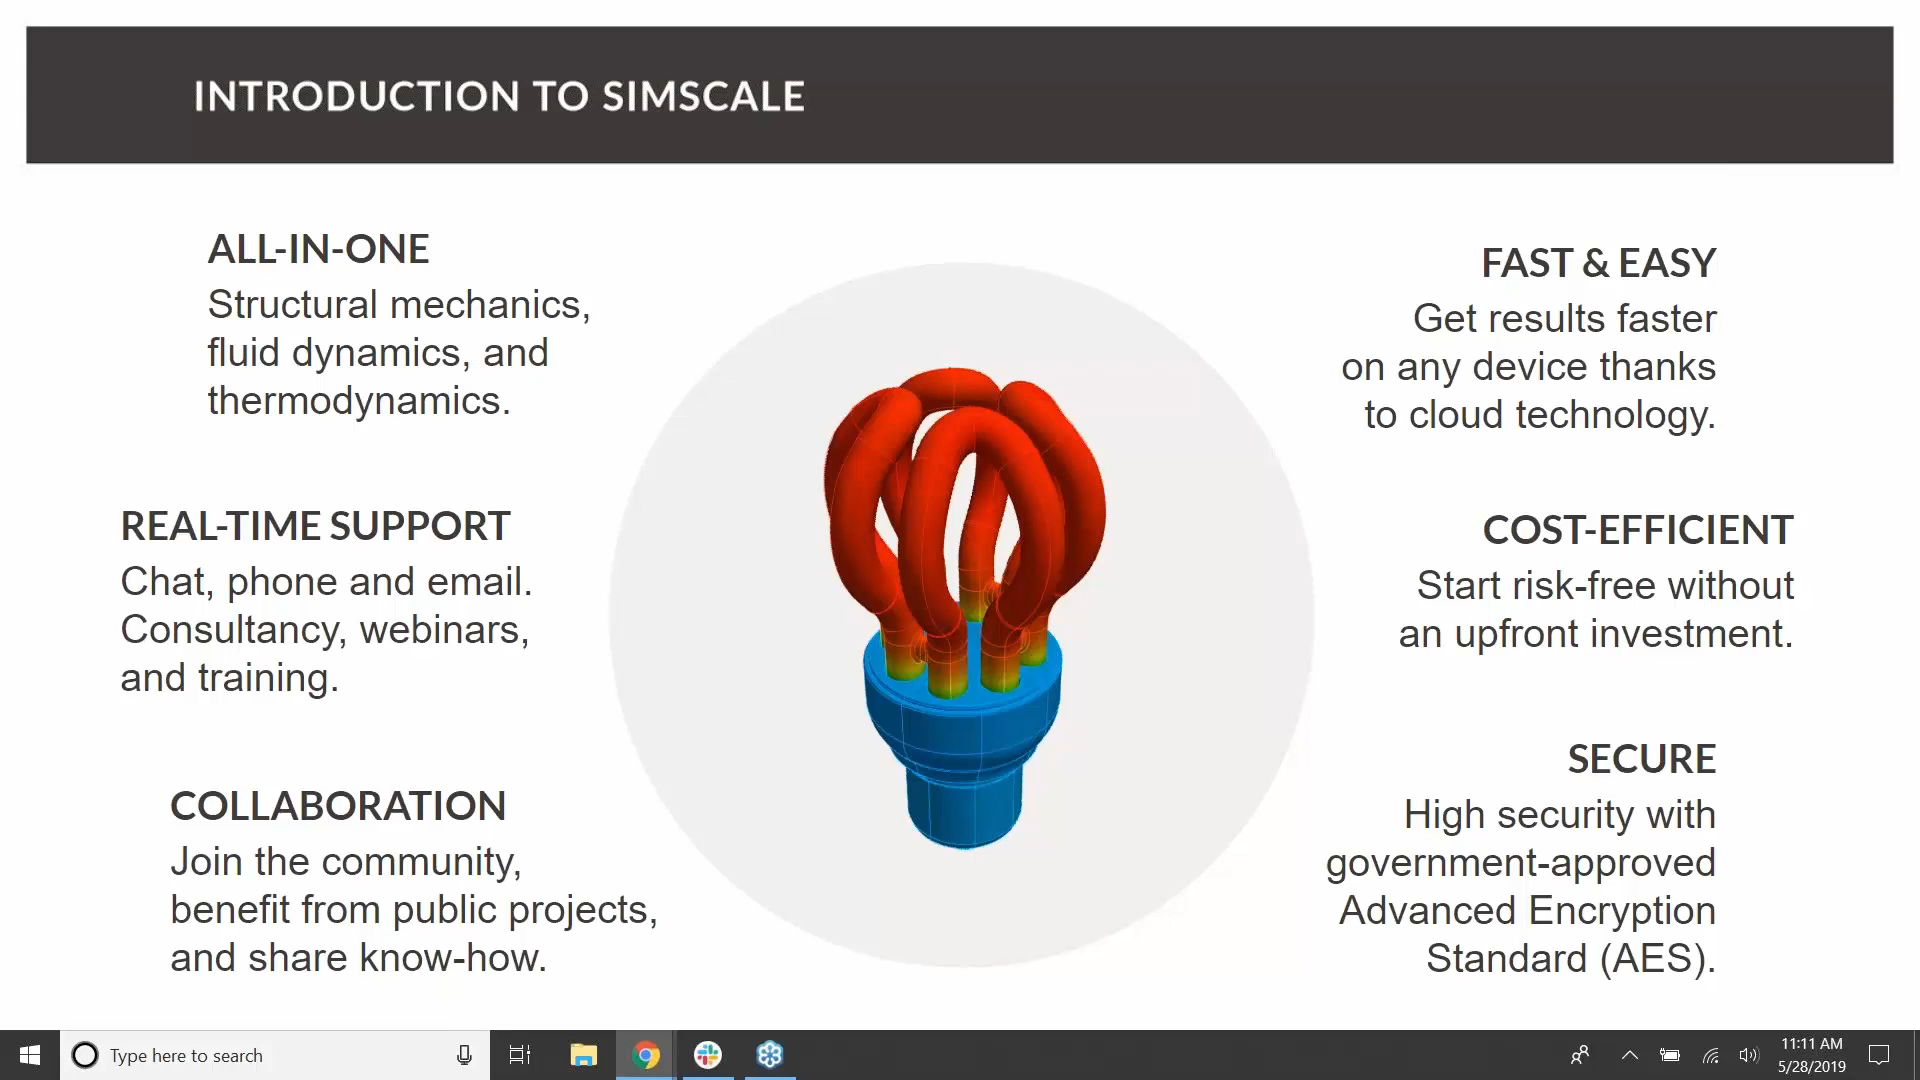 INTRODUCTION TO SIMSCALE
ALL-IN-ONE
Structural mechanics,
fluid dynamics, and
thermodynamics.
REAL-TIME SUPPORT
Chat, phone and email.
Consultancy, webinars,
and training.
COLLABORATION
Join the community,
benefit from public projects,
and share know-how.
FAST & EASY
Get results faster
on any device thanks
to cloud technology.
COST-EFFICIENT
Start risk-free without
an upfront investment.
SECURE
High security with
government-approved
Advanced Encryption
Standard (AES).
Type here to search
11:11 AM
5/28/2019